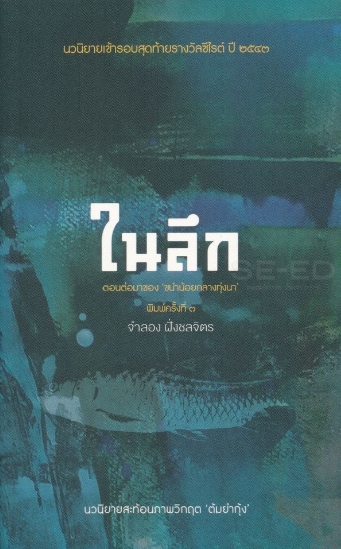 นวนิยายเข้ารอบสุดท้ายรางวัลซีไรต์ ปี ๒๕๔๓
ในลึก
SE-ED
ตอนต่อมาของ 'ขนำน้อยกลางทุ่งนา'
พิมพ์ครั้งที่ ๓
จำลอง ฝั่งชลจิตร
นวนิยายสะท้อนภาพวิกฤต 'ต้มยำกุ้ง'